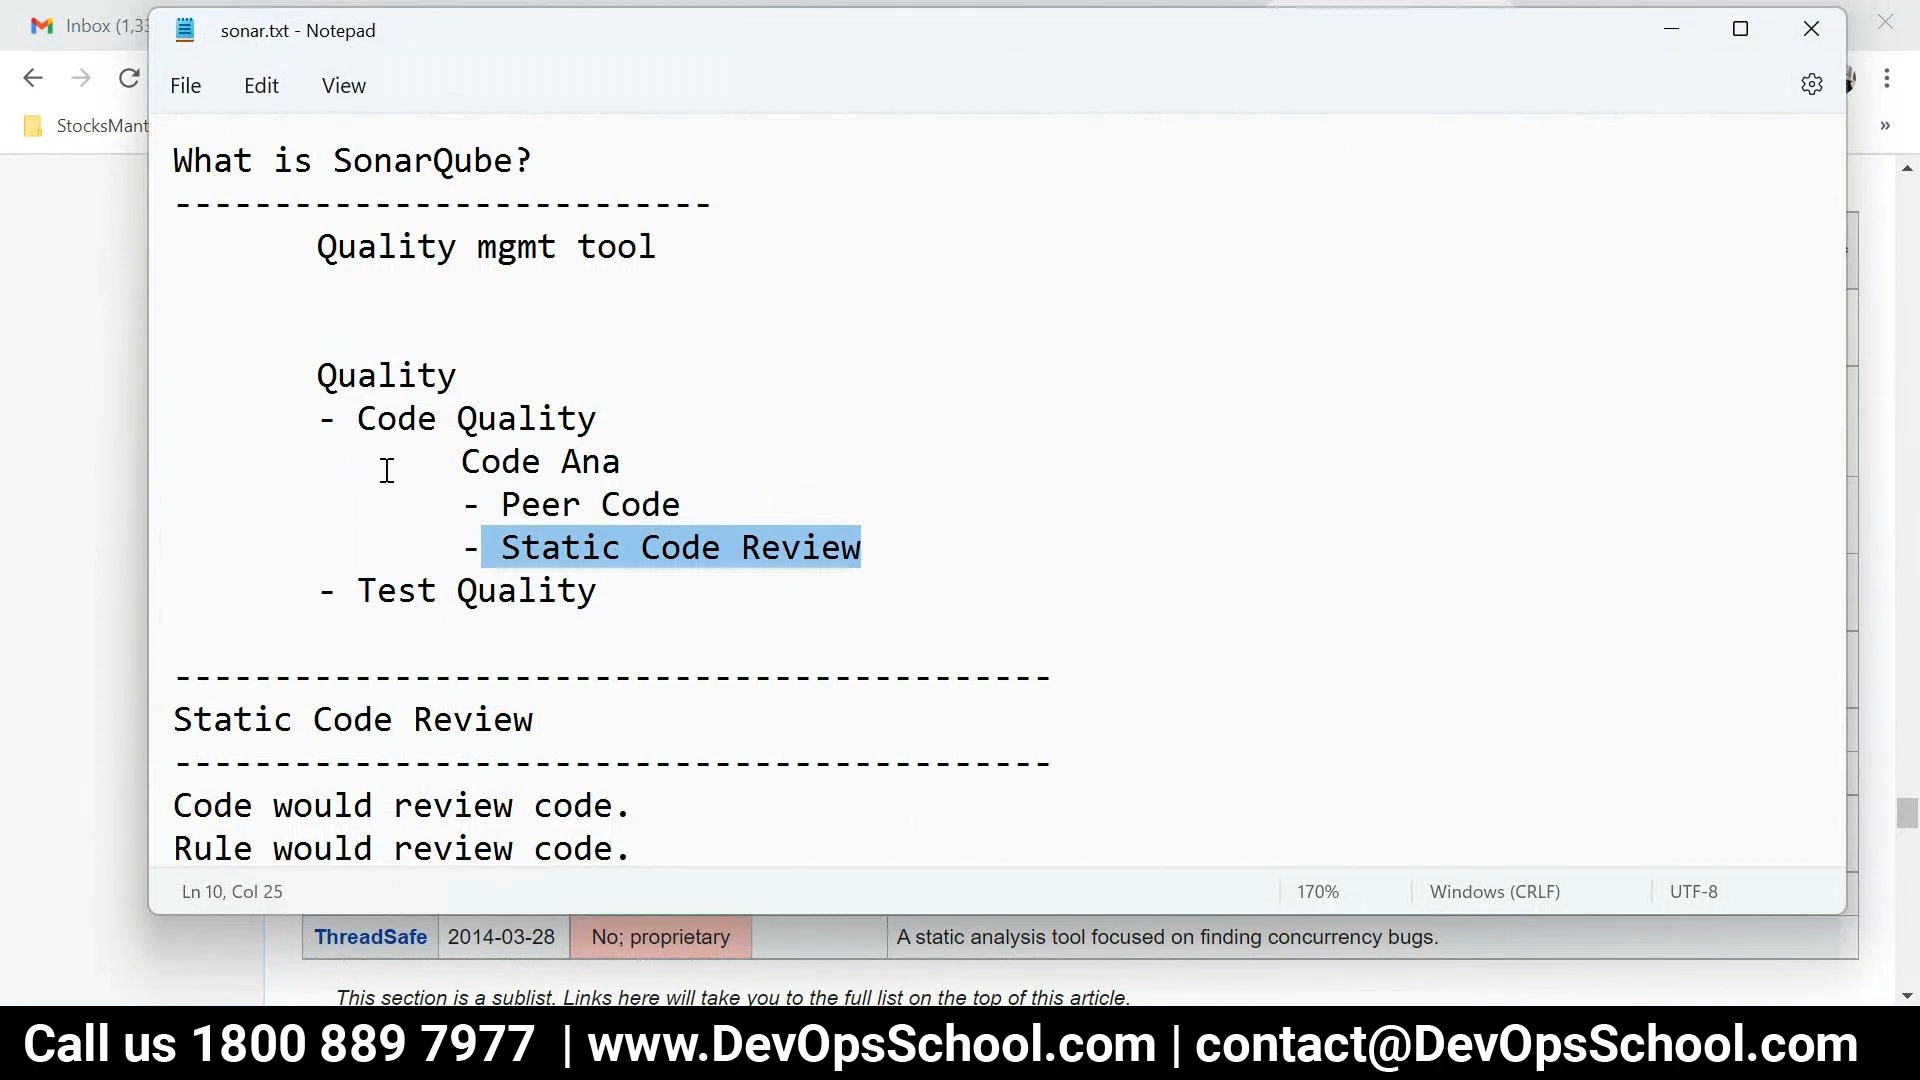 Inbox (1,33
sonar.txt - Notepad
File Edit View
StocksMant
»
What is SonarQube?
---------------------------
Quality mgmt tool
Quality
- Code Quality
Code Ana
- Peer Code
- Static Code Review
- Test Quality
--------------------------------------------
Static Code Review
--------------------------------------------
Code would review code.
Rule would review code.
Ln 10, Col 25 170% Windows (CRLF) UTF-8
ThreadSafe 2014-03-28 No; proprietary A static analysis tool focused on finding concurrency bugs.
This section is a sublist. Links here will take you to the full list on the top of this article.
Call us 1800 889 7977 | www.DevOpsSchool.com | contact@DevOpsSchool.com